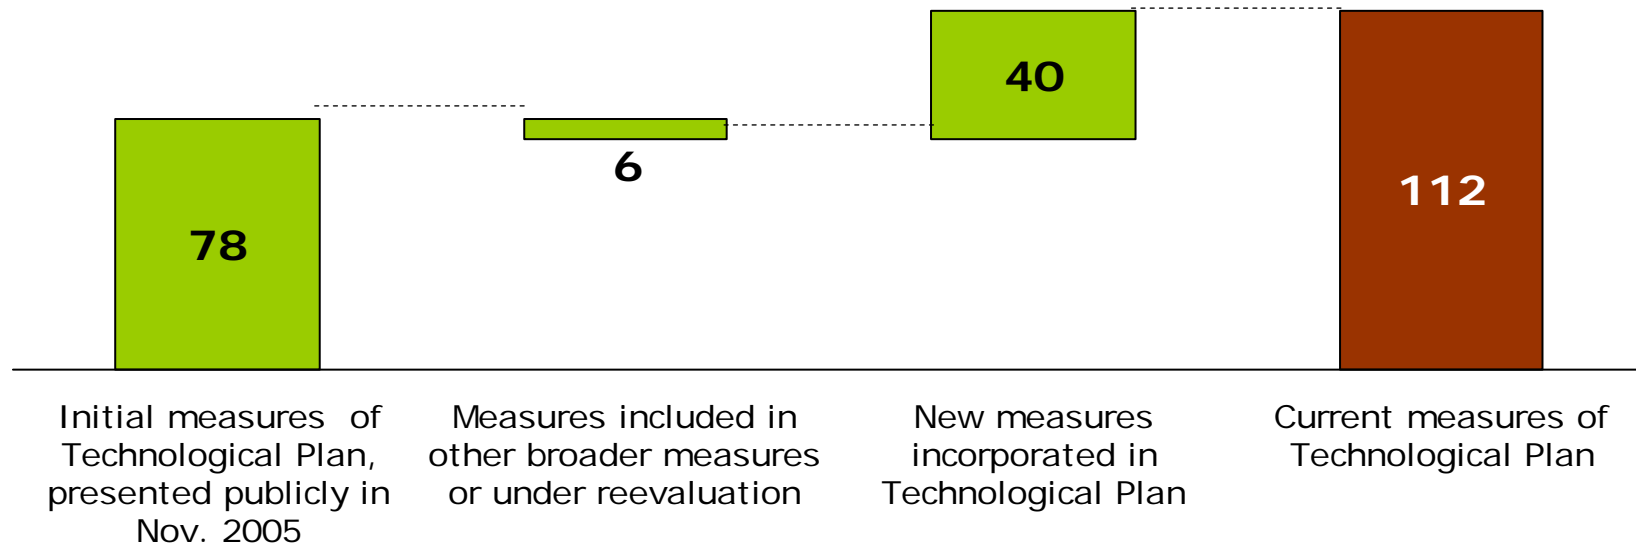 78
6
40
112
Initial measures of
Technological Plan,
presented publicly in
Nov. 2005
Measures included in
other broader measures
or under reevaluation
New measures
incorporated in
Technological Plan
Current measures of
Technological Plan